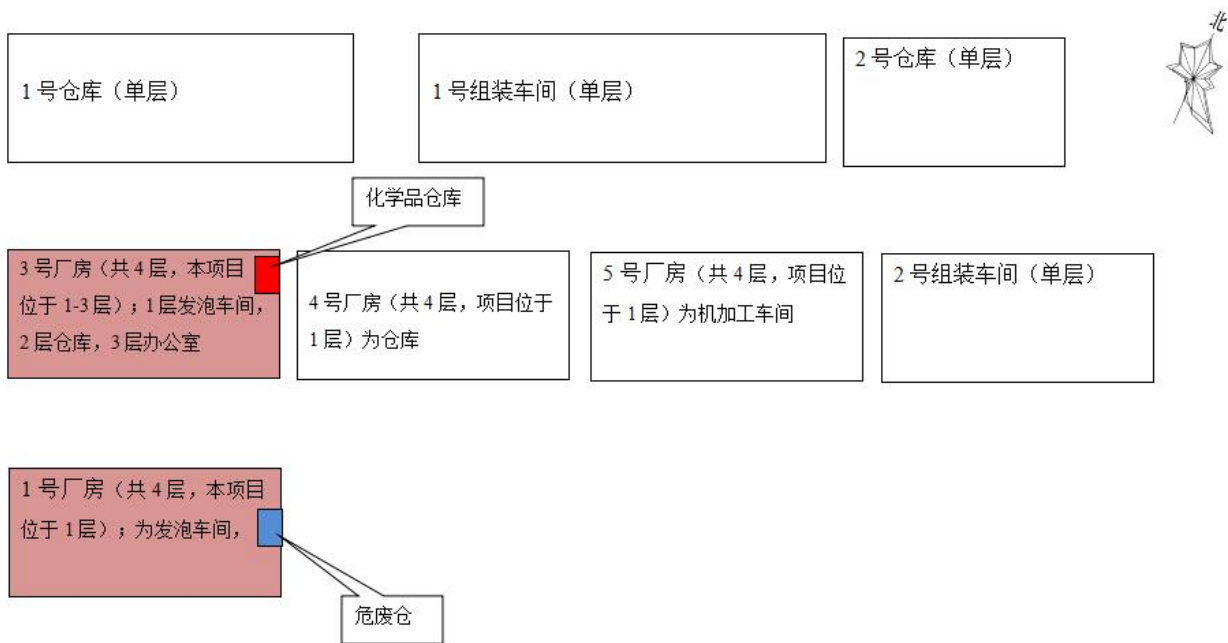 北
1 号仓库（单层）
1 号组装车间（单层）
2 号仓库（单层）
化学品仓库
3 号厂房（共 4 层，本项目
位于 1-3 层）；1 层发泡车间，
2 层仓库，3 层办公室
4 号厂房（共 4 层，项目位于
1 层）为仓库
5 号厂房（共 4 层，项目位
于 1 层）为机加工车间
2 号组装车间（单层）
1 号厂房（共 4 层，本项目
位于 1 层）；为发泡车间，
危废仓